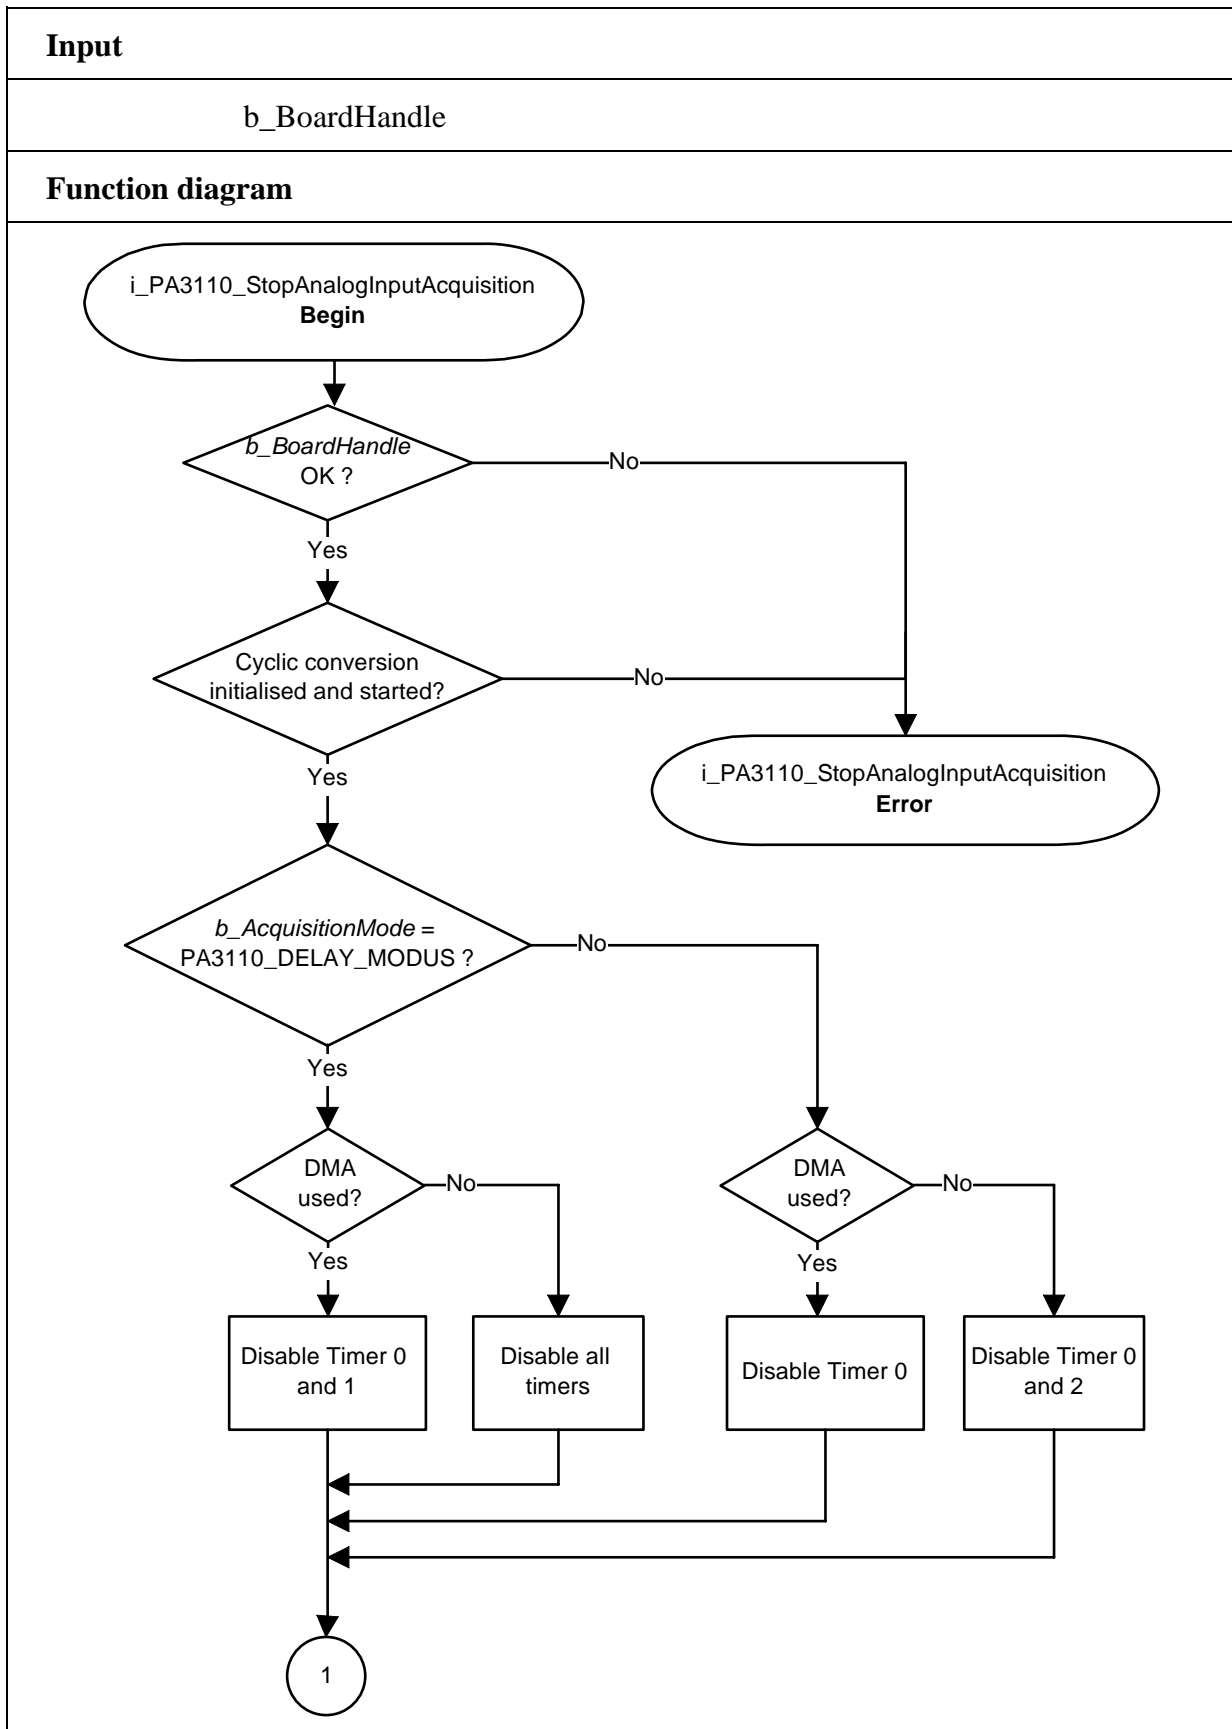 Input
b_BoardHandle
Function diagram
i_PA3110_StopAnalogInputAcquisition
Begin
b_BoardHandle
OK ?
No
Yes
Cyclic conversion
initialised and started?
No
Yes
i_PA3110_StopAnalogInputAcquisition
Error
b_AcquisitionMode =
PA3110_DELAY_MODUS ?
No
Yes
DMA
used?
No
Yes
DMA
used?
No
Yes
Disable Timer 0
and 1
Disable all
timers
Disable Timer 0
Disable Timer 0
and 2
1